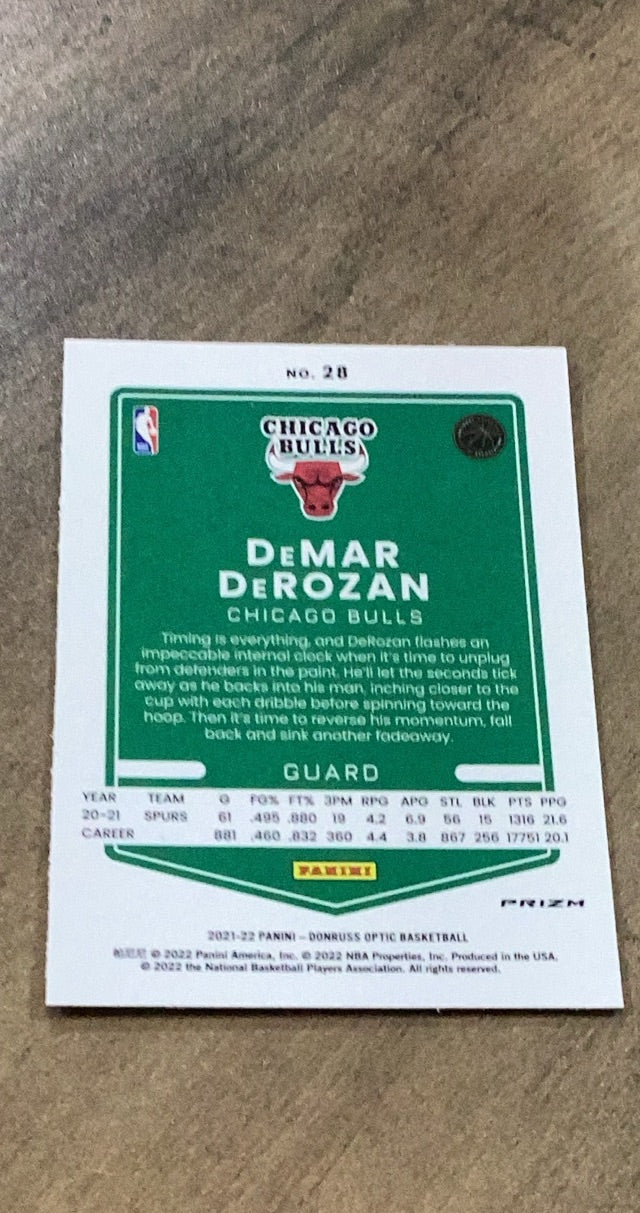 NO. 28
CHICAGO
BULLS
DEMAR
DEROZAN
CHICAGO BULLS
Timing is everything, and DeRozan flashes an
impeccable internal clock when it's time to unplug
from defenders in the paint. He'll let the seconds tick
away as he backs into his man, inching closer to the
cup with each dribble before spinning toward the
hoop. Then it's time to reverse his momentum, fall
back and sink another fadeaway.
GUARD
YEAR TEAM G FG% FT% 3PM RPG APG STL BLK PTS PPG
20-21 SPURS 61 .495 .880 19 4.2 6.9 56 15 1316 21.6
CAREER 881 .460 .832 360 4.4 3.8 867 256 17751 20.1
PANINI
PRIZM
2021-22 PANINI – DONRUSS OPTIC BASKETBALL
© 2022 Panini America, Inc. © 2022 NBA Properties, Inc. Produced in the USA.
© 2022 the National Basketball Players Association. All rights reserved.